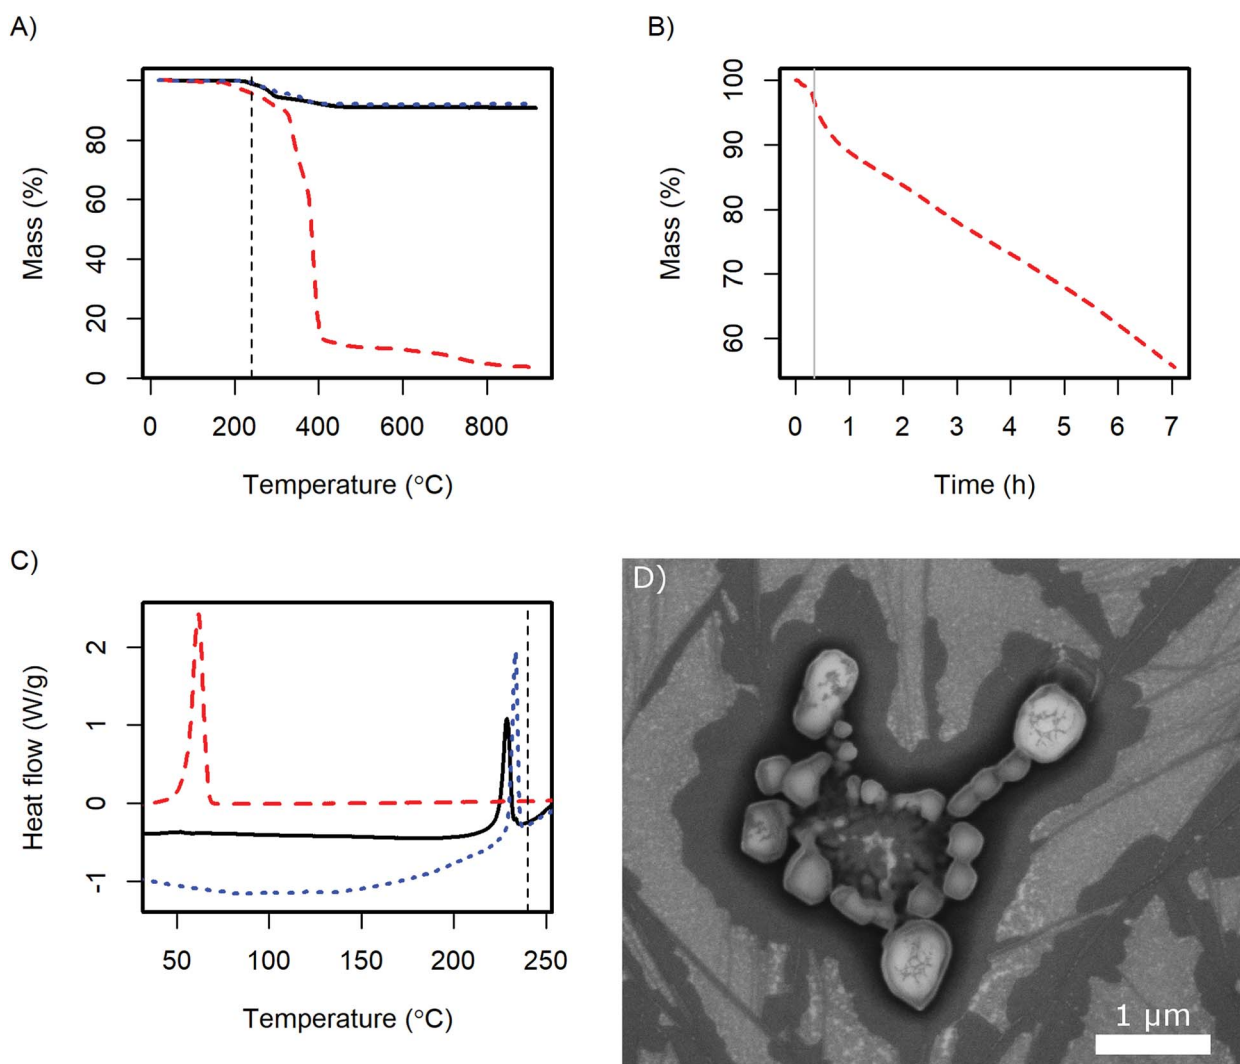 A)
Mass (%)
0 20 40 60 80
0 200 400 600 800
Temperature (°C)
B)
Mass (%)
60 70 80 90 100
0 1 2 3 4 5 6 7
Time (h)
C)
Heat flow (W/g)
-1 0 1 2
50 100 150 200 250
Temperature (°C)
D)
1 µm